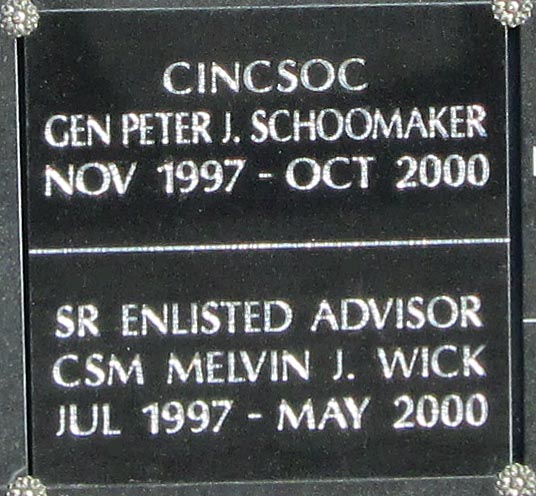 CINCSOC
GEN PETER J. SCHOOMAKER
NOV 1997 - OCT 2000
SR ENLISTED ADVISOR
CSM MELVIN J. WICK
JUL 1997 - MAY 2000